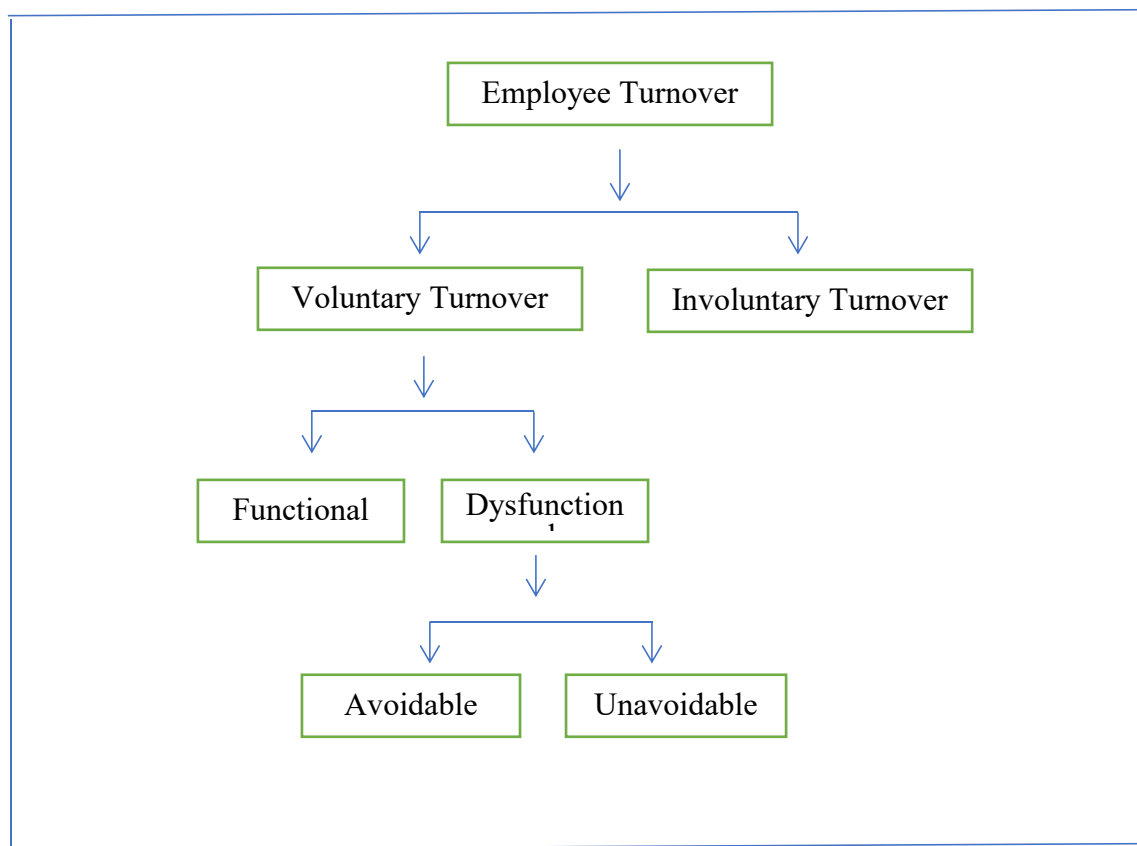 Employee Turnover
Voluntary Turnover
Involuntary Turnover
Functional
Dysfunction
Avoidable
Unavoidable